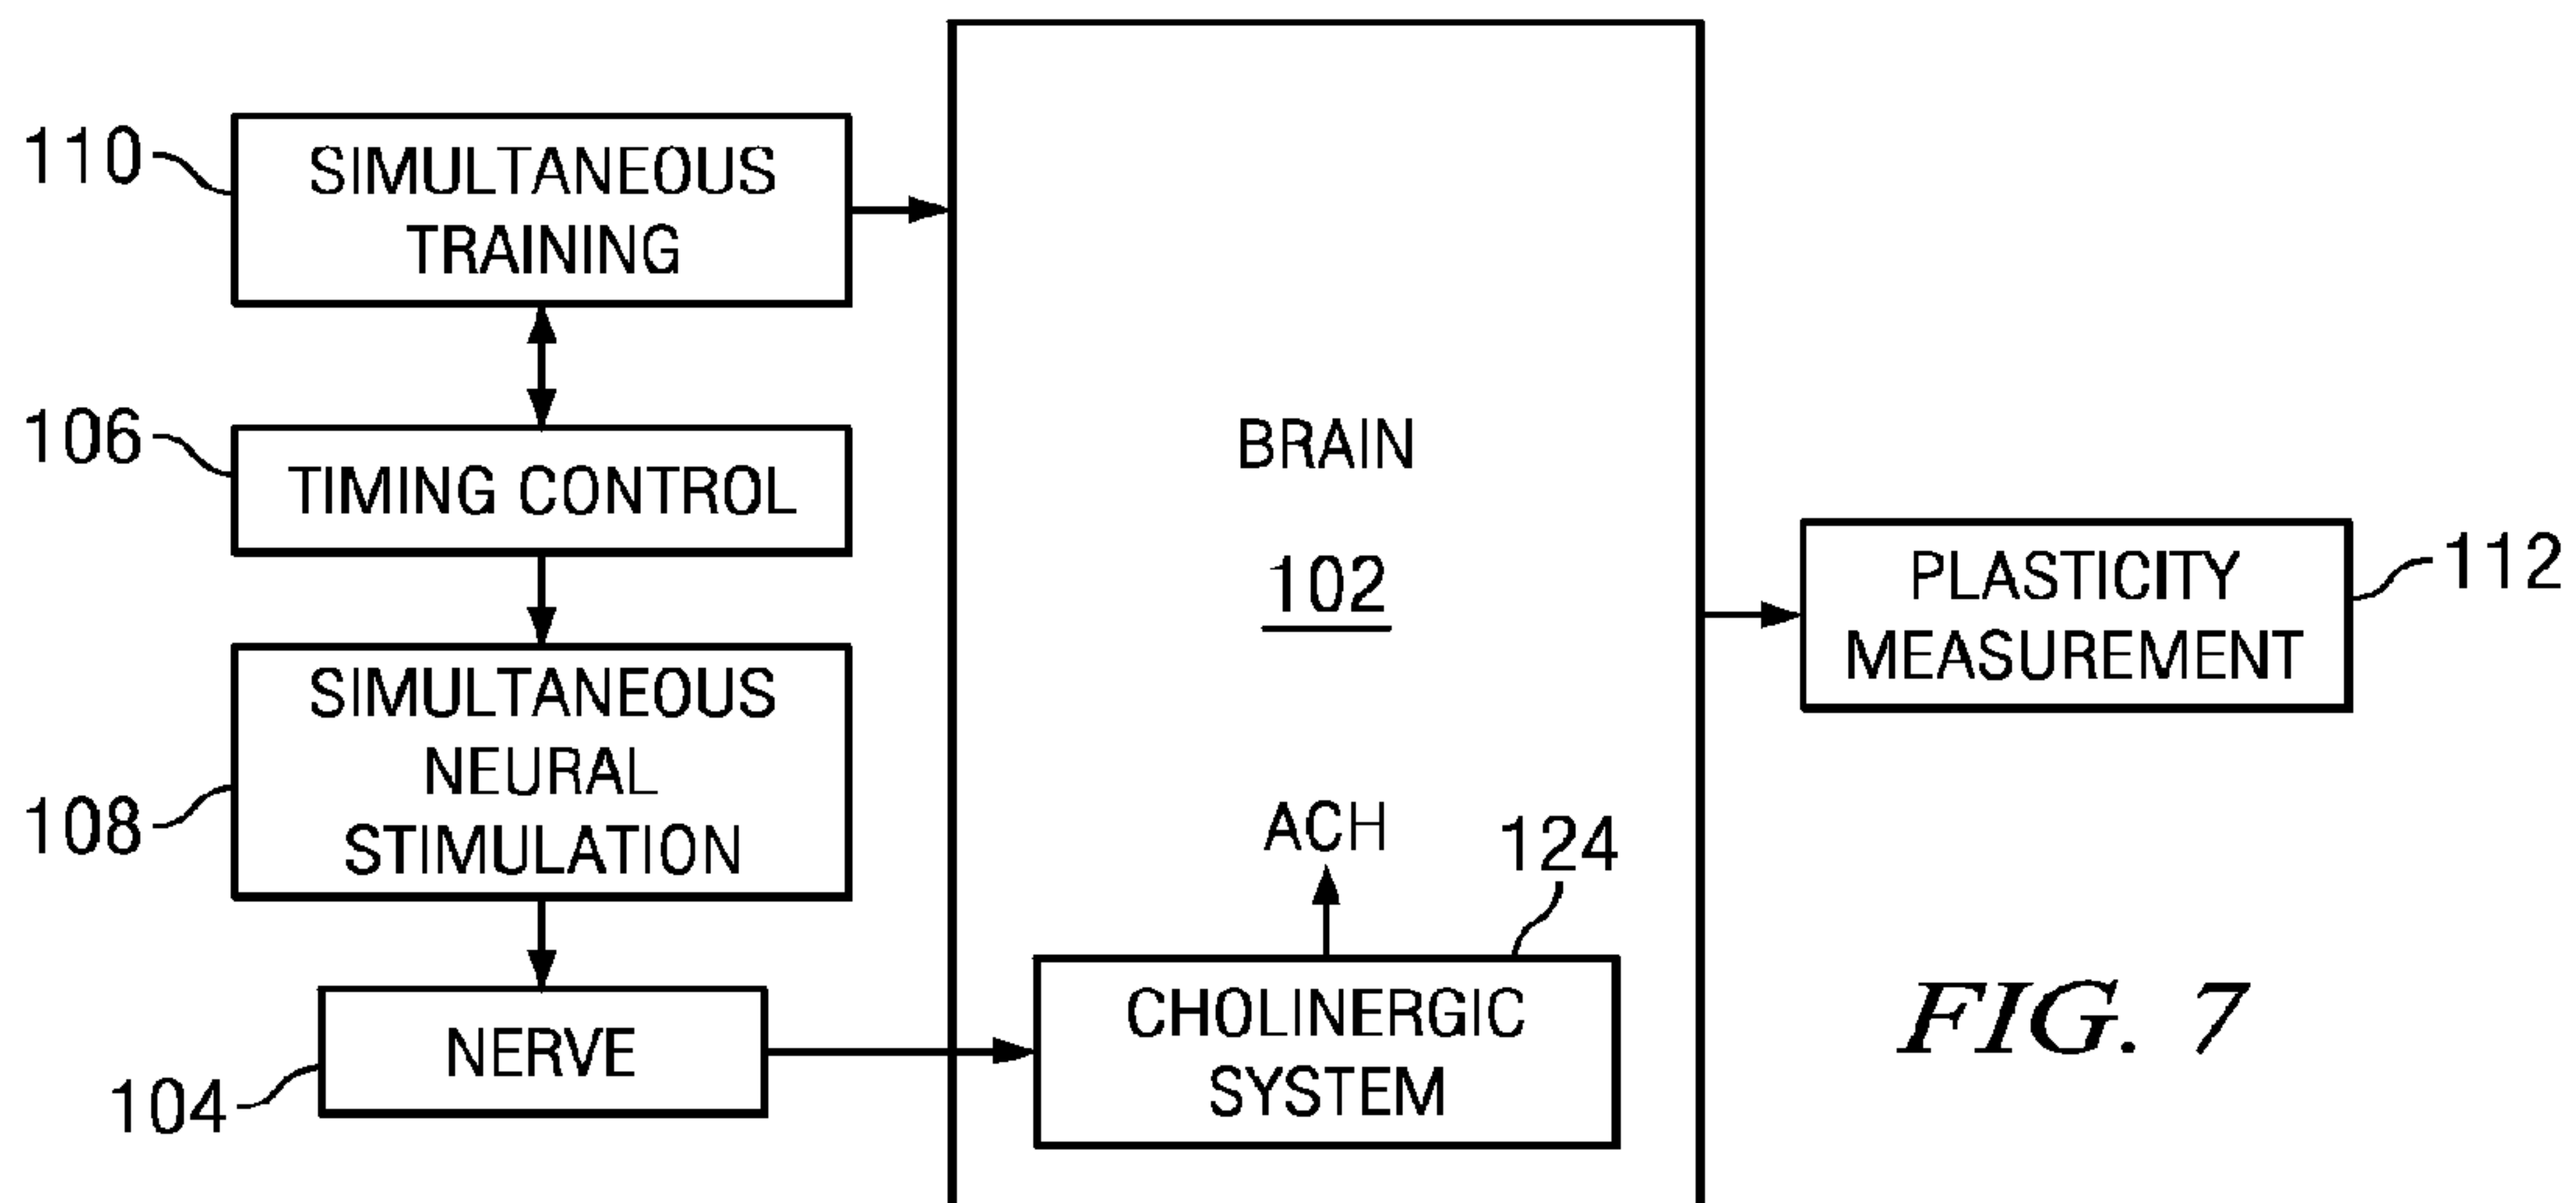 110
SIMULTANEOUS
TRAINING
106
TIMING CONTROL
108
SIMULTANEOUS
NEURAL
STIMULATION
104
NERVE
BRAIN
102
ACH
124
CHOLINERGIC
SYSTEM
PLASTICITY
MEASUREMENT
112
FIG. 7